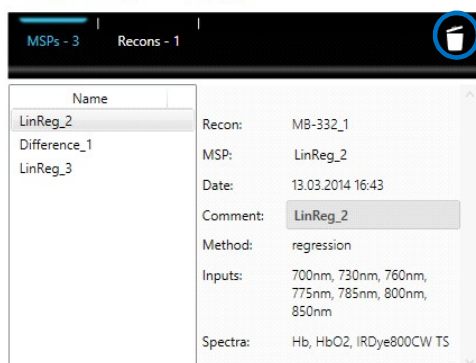 MSPs - 3 Recons - 1
Name
LinReg_2
Difference_1
LinReg_3
Recon: MB-332_1
MSP: LinReg_2
Date: 13.03.2014 16:43
Comment: LinReg_2
Method: regression
Inputs: 700nm, 730nm, 760nm,
775nm, 785nm, 800nm,
850nm
Spectra: Hb, HbO2, IRDye800CW TS